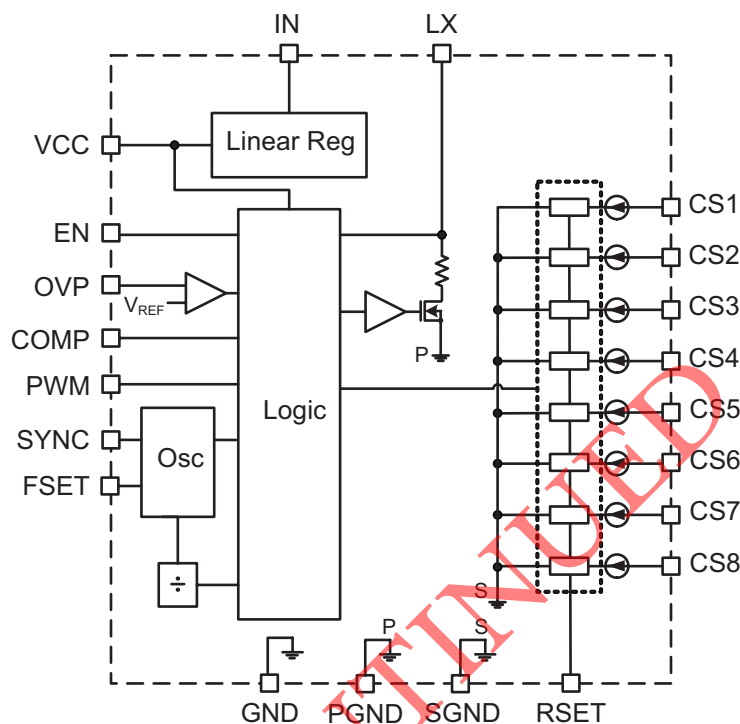 IN LX
Linear Reg
VCC
EN
OVP
VREF
COMP
PWM
SYNC
FSET
Osc
÷
Logic
P
CS1
CS2
CS3
CS4
CS5
CS6
CS7
CS8
S
P
S
GND PGND SGND RSET
TINUED